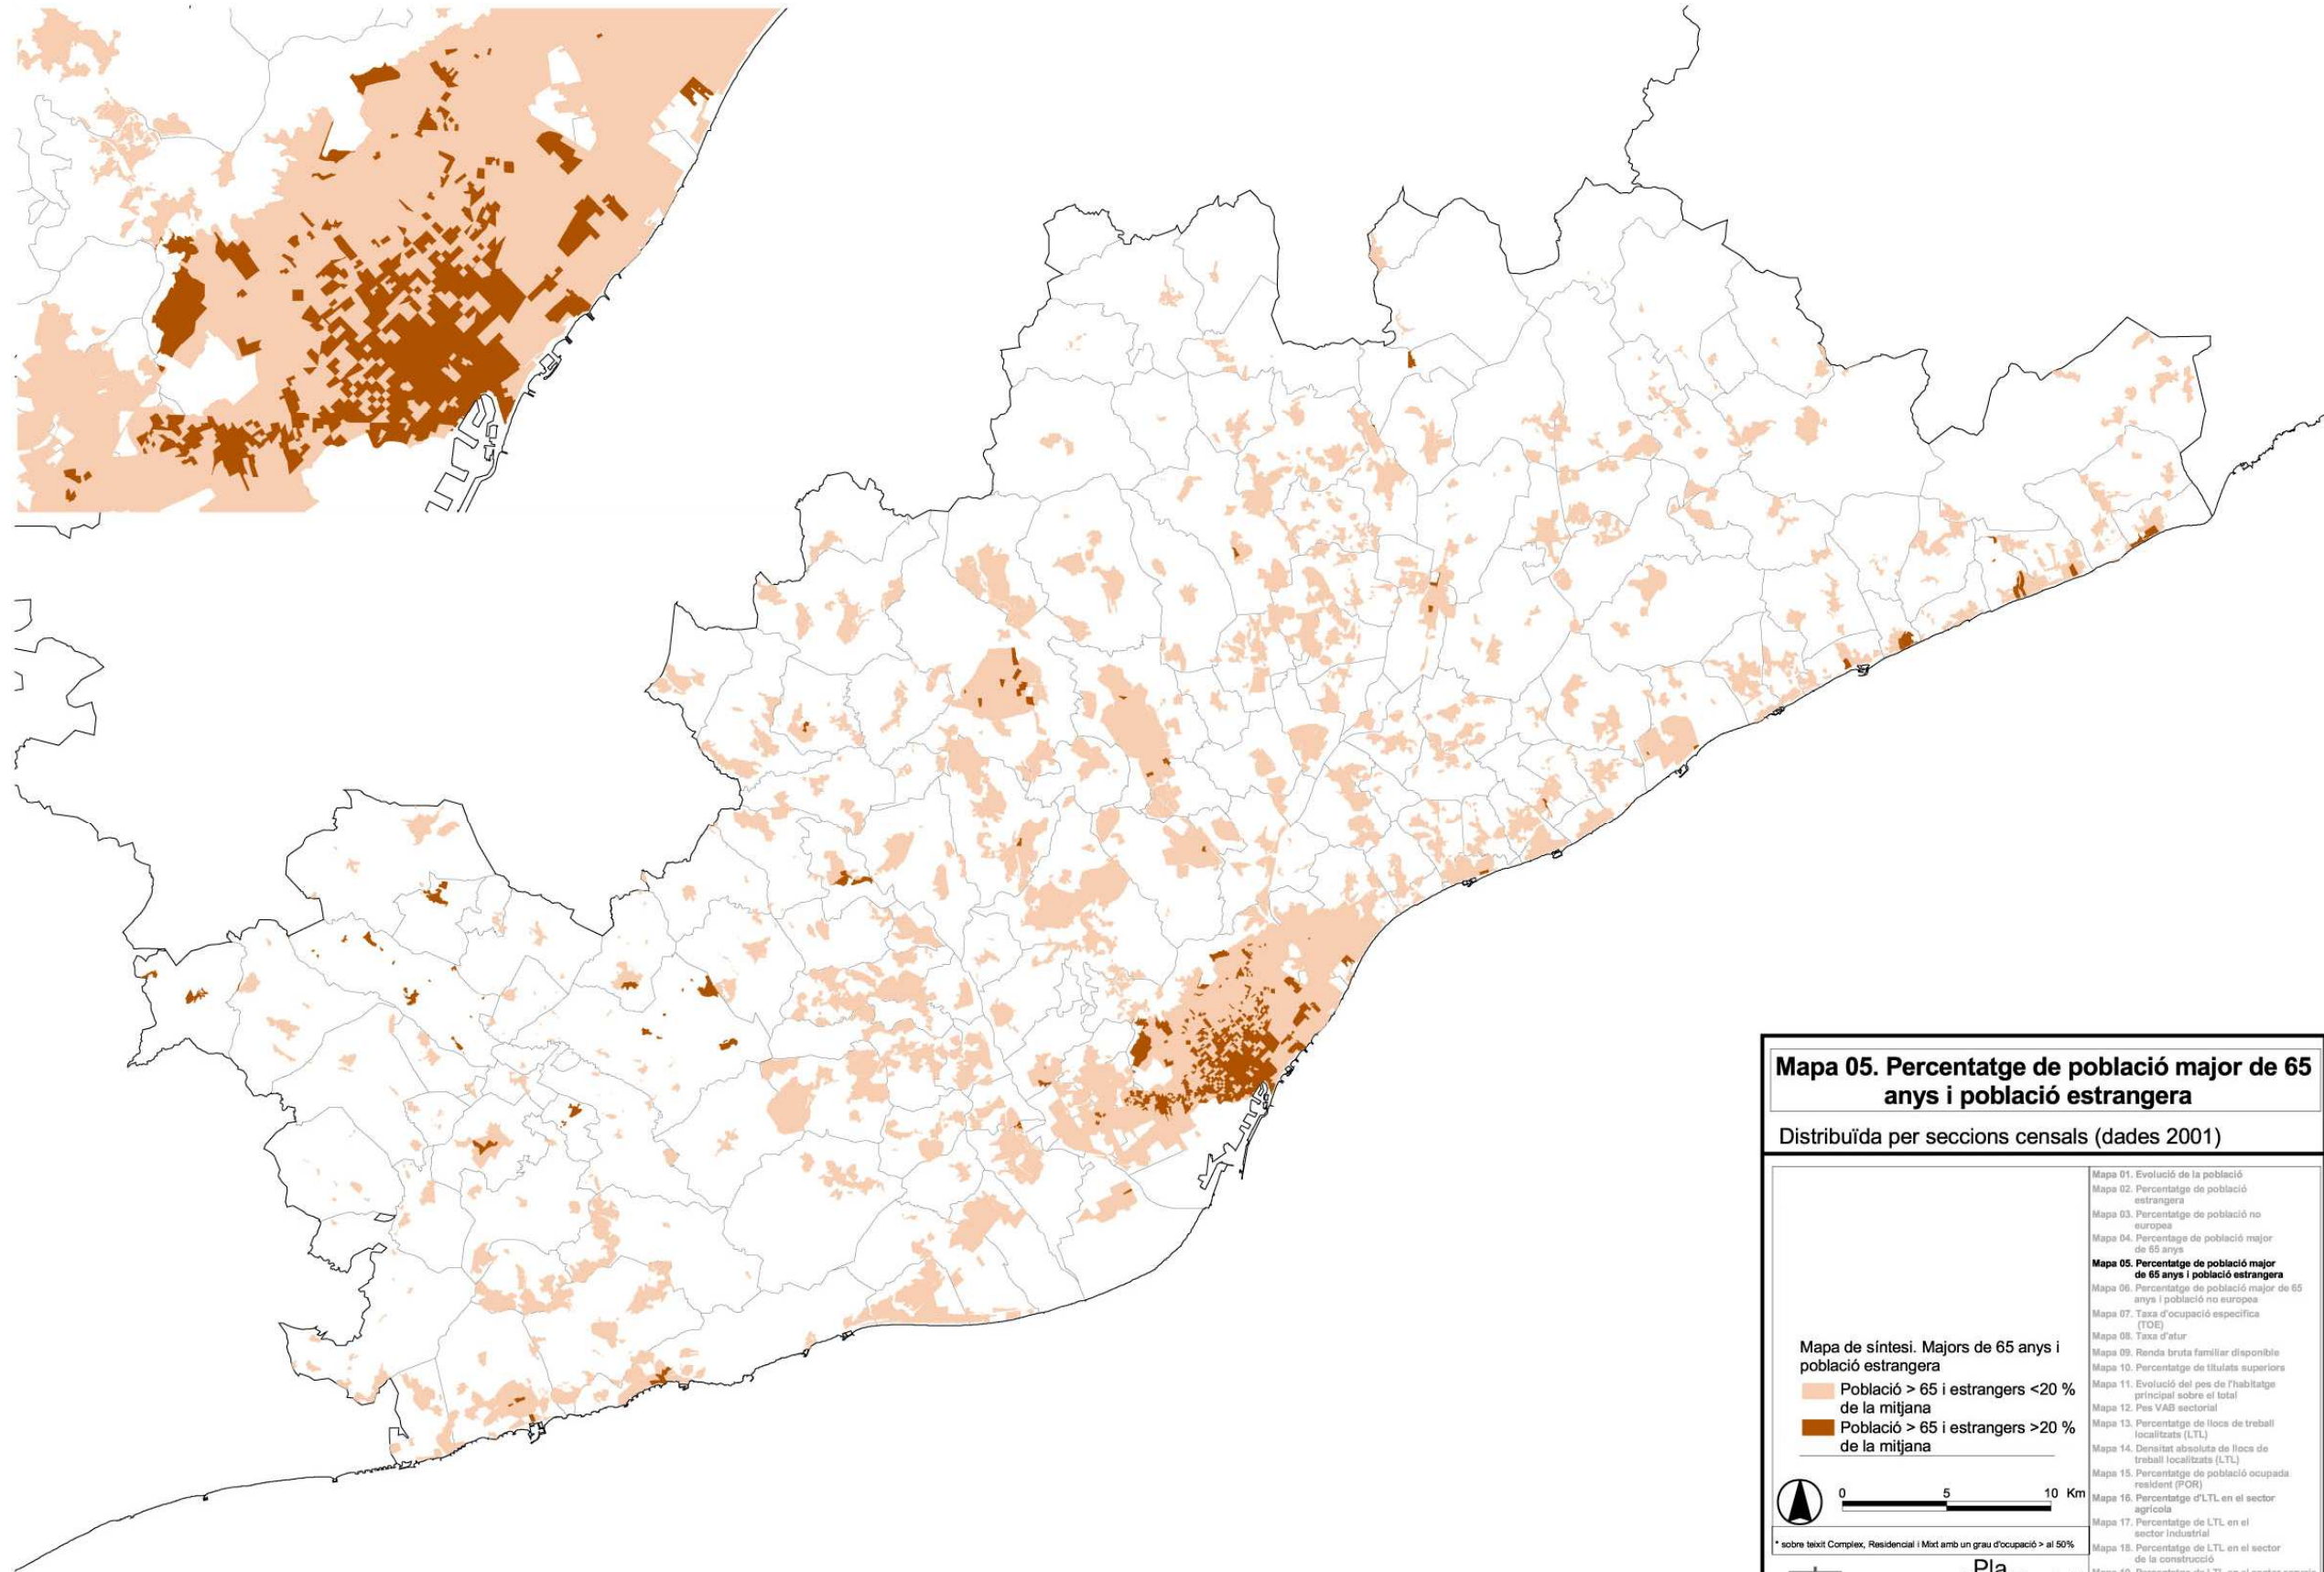 Mapa 05. Percentatge de població major de 65
anys i població estrangera
Distribuïda per seccions censals (dades 2001)
Mapa 01. Evolució de la població
Mapa 02. Percentatge de població
estrangera
Mapa 03. Percentatge de població no
europea
Mapa 04. Percentage de població major
de 65 anys
Mapa 05. Percentatge de població major
de 65 anys i població estrangera
Mapa 06. Percentatge de població major de 65
anys i població no europea
Mapa 07. Taxa d'ocupació específica
(TOE)
Mapa 08. Taxa d'atur
Mapa 09. Renda bruta familiar disponible
Mapa 10. Percentatge de titulats superiors
Mapa 11. Evolució del pes de l'habitatge
principal sobre el total
Mapa 12. Pes VAB sectorial
Mapa 13. Percentatge de llocs de treball
localitzats (LTL)
Mapa 14. Densitat absoluta de llocs de
treball localitzats (LTL)
Mapa 15. Percentatge de població ocupada
resident (POR)
Mapa 16. Percentatge d'LTL en el sector
agrícola
Mapa 17. Percentatge de LTL en el
sector industrial
Mapa 18. Percentatge de LTL en el sector
de la construcció
Mapa de síntesi. Majors de 65 anys i
població estrangera
Població > 65 i estrangers <20 %
de la mitjana
Població > 65 i estrangers >20 %
de la mitjana
0 5 10 Km
* sobre teixit Complex, Residencial i Mixt amb un grau d'ocupació > al 50%
Pla